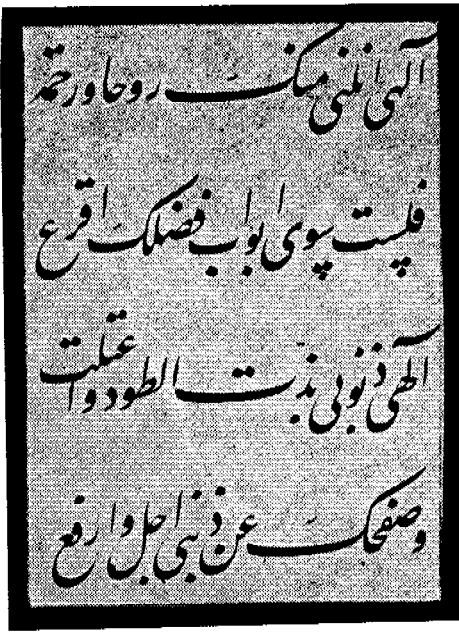 الهی انلنی منک روحا ورحمة
فلست سوی ابواب فضلک اقرع
الهی ذنوبی بذت الطود واعتلت
وصفحک عن ذنبی اجل وارفع